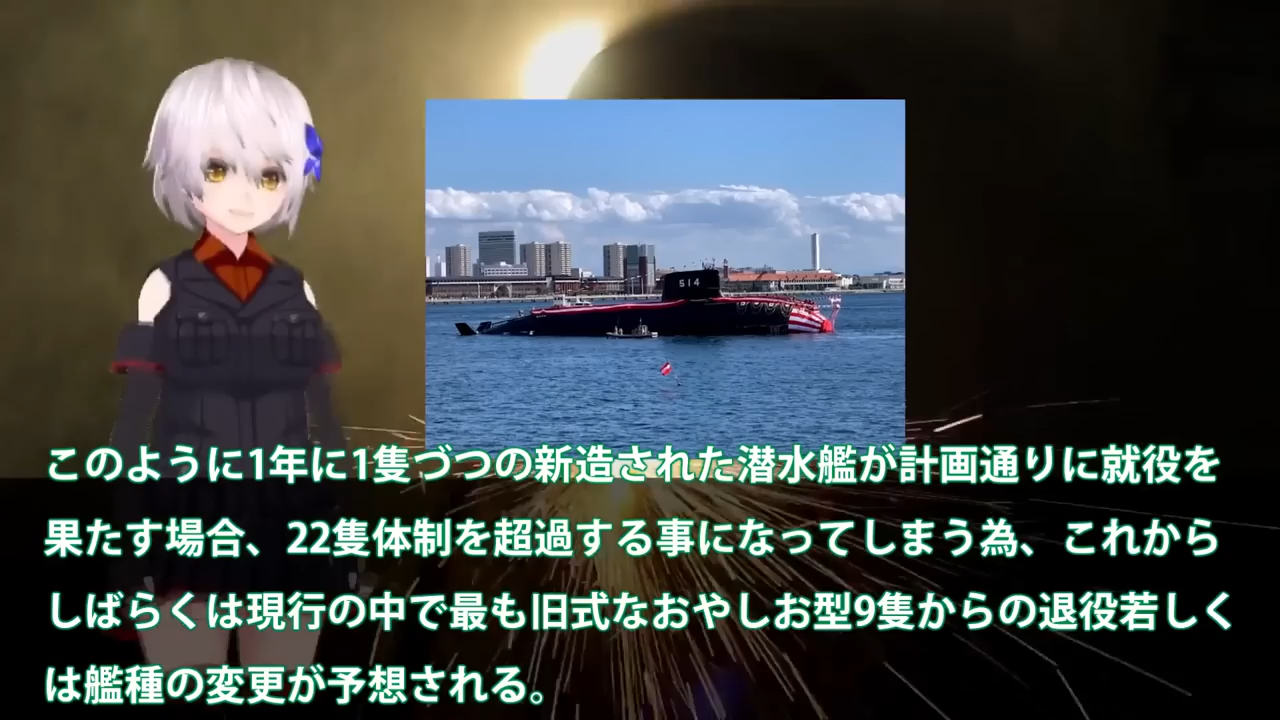 514
このように1年に1隻づつの新造された潜水艦が計画通りに就役を
果たす場合、22隻体制を超過する事になってしまう為、これから
しばらくは現行の中で最も旧式なおやしお型9隻からの退役若しく
は艦種の変更が予想される。